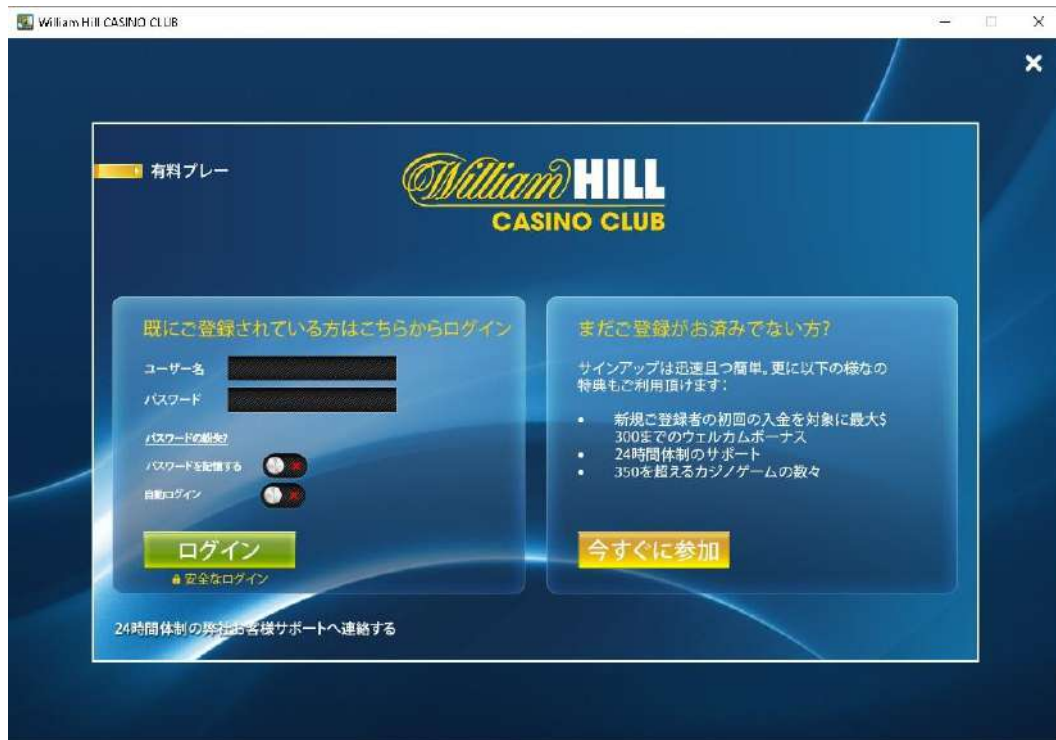 William Hill CASINO CLUB
有料プレー
William HILL
CASINO CLUB
既にご登録されている方はこちらからログイン
ユーザー名
パスワード
パスワードの紛失?
パスワードを記憶する
自動ログイン
ログイン
安全なログイン
まだご登録がお済みでない方?
サインアップは迅速且つ簡単。更に以下の様なの
特典もご利用頂けます:
• 新規ご登録者の初回の入金を対象に最大$
300までのウェルカムボーナス
• 24時間体制のサポート
• 350を超えるカジノゲームの数々
今すぐに参加
24時間体制の弊社お客様サポートへ連絡する